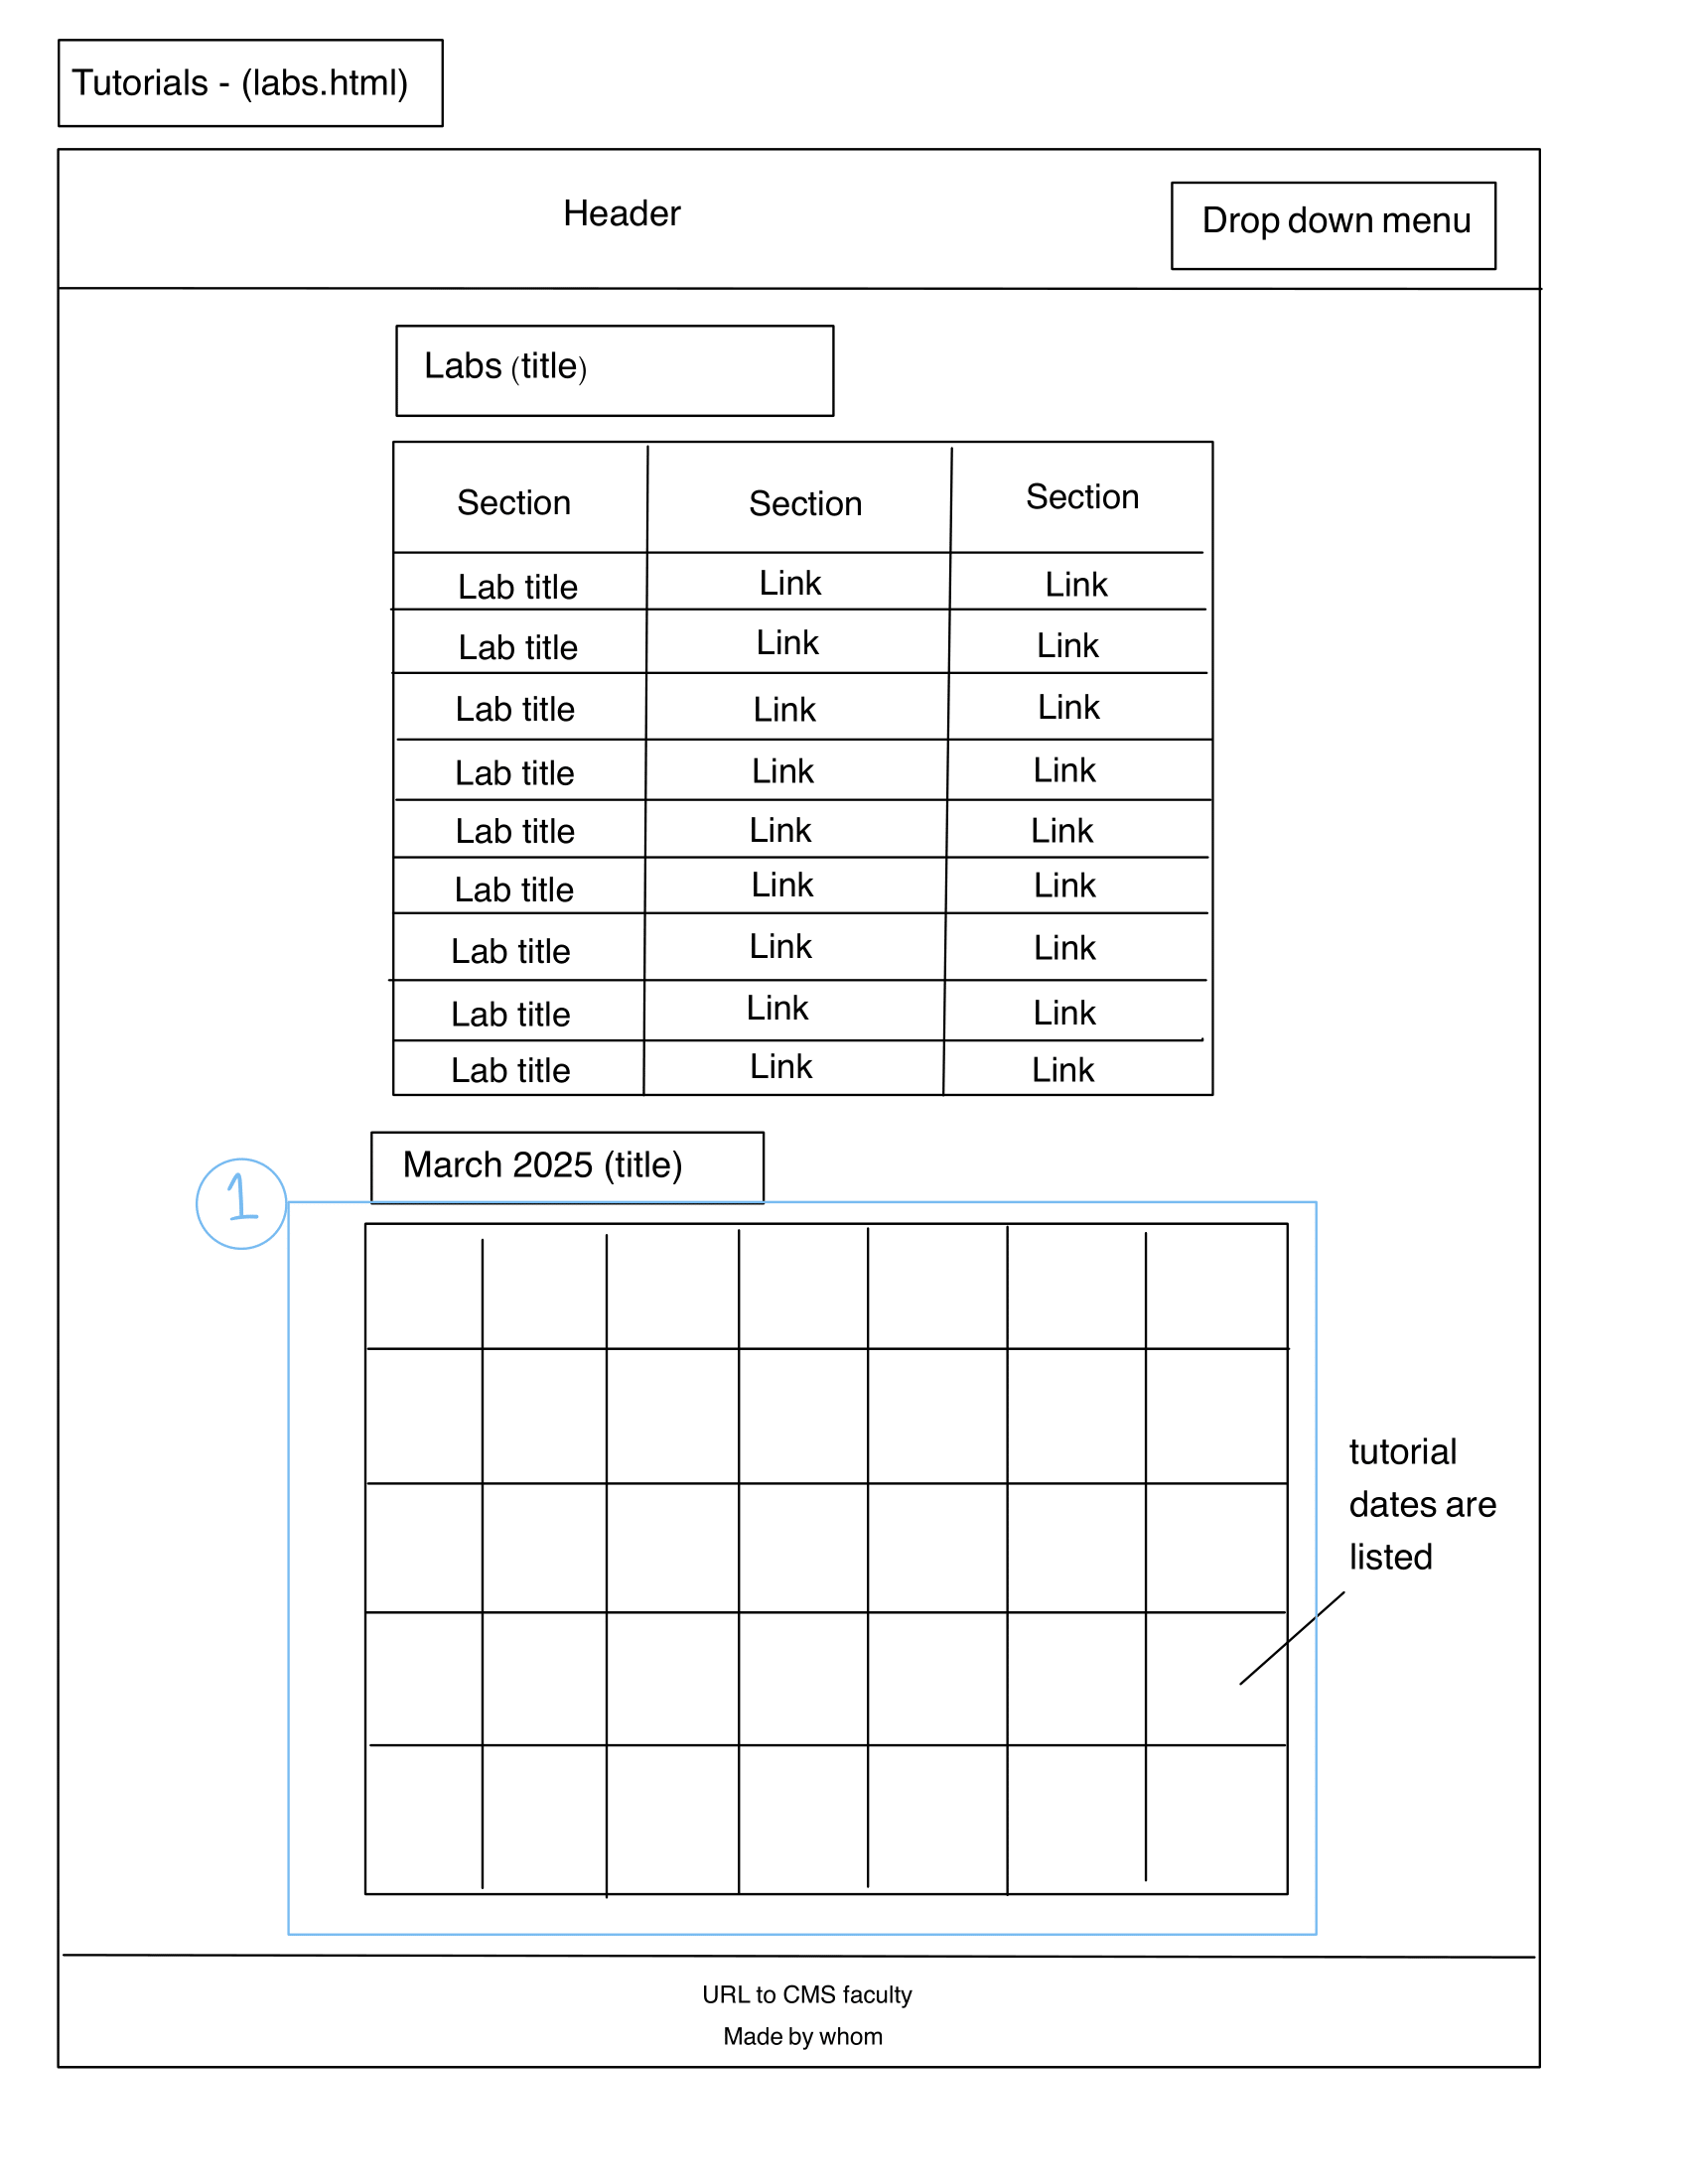 Tutorials - (labs.html)
Header
Drop down menu
Labs (title)
Section Section Section
Lab title Link Link
Lab title Link Link
Lab title Link Link
Lab title Link Link
Lab title Link Link
Lab title Link Link
Lab title Link Link
Lab title Link Link
Lab title Link Link
March 2025 (title)
1
tutorial
dates are
listed
URL to CMS faculty
Made by whom